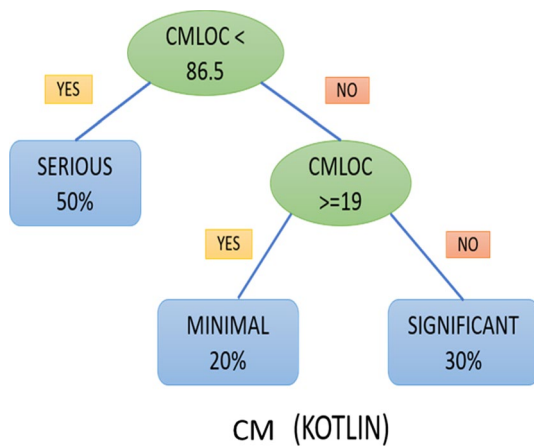 CMLOC <
86.5
YES
NO
SERIOUS
50%
CMLOC
>=19
YES
NO
MINIMAL
20%
SIGNIFICANT
30%
CM (KOTLIN)